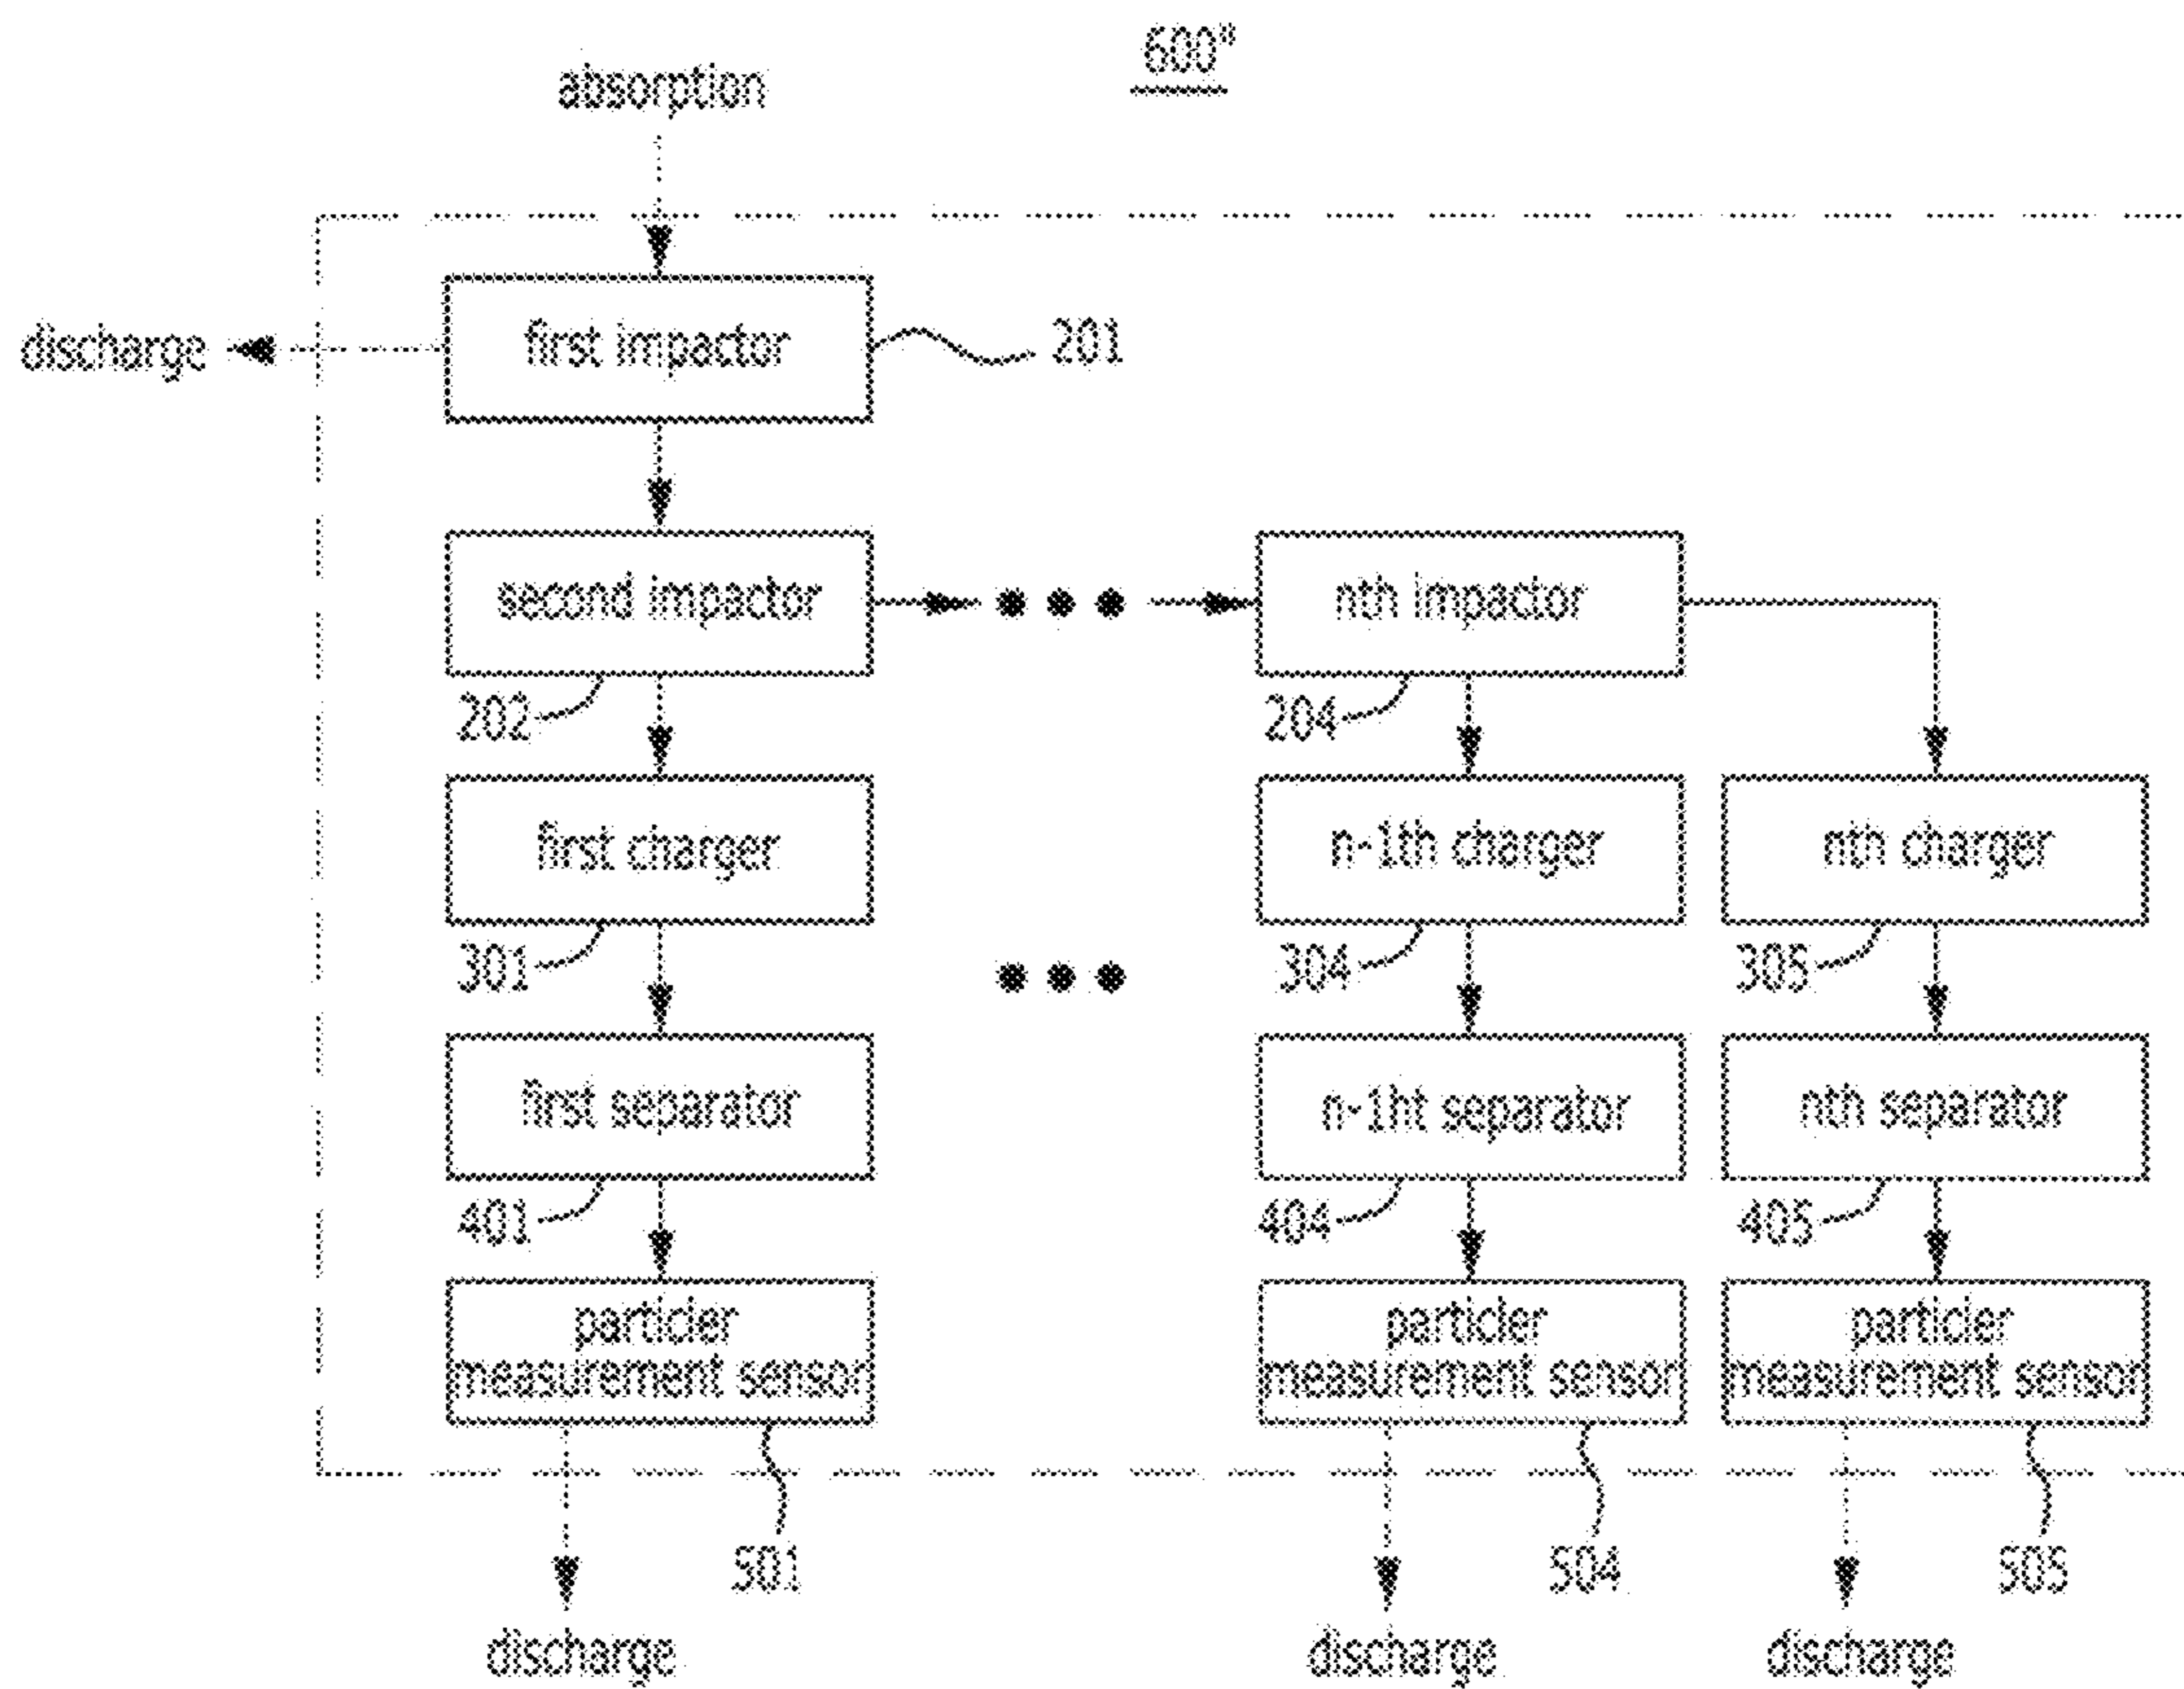 600"
absorption
discharge
first impactor
201
second impactor
nth impactor
202
204
first charger
n-1th charger
nth charger
301
304
305
first separator
n-1ht separator
nth separator
401
404
405
particler
measurement sensor
particler
measurement sensor
particler
measurement sensor
501
504
505
discharge
discharge
discharge